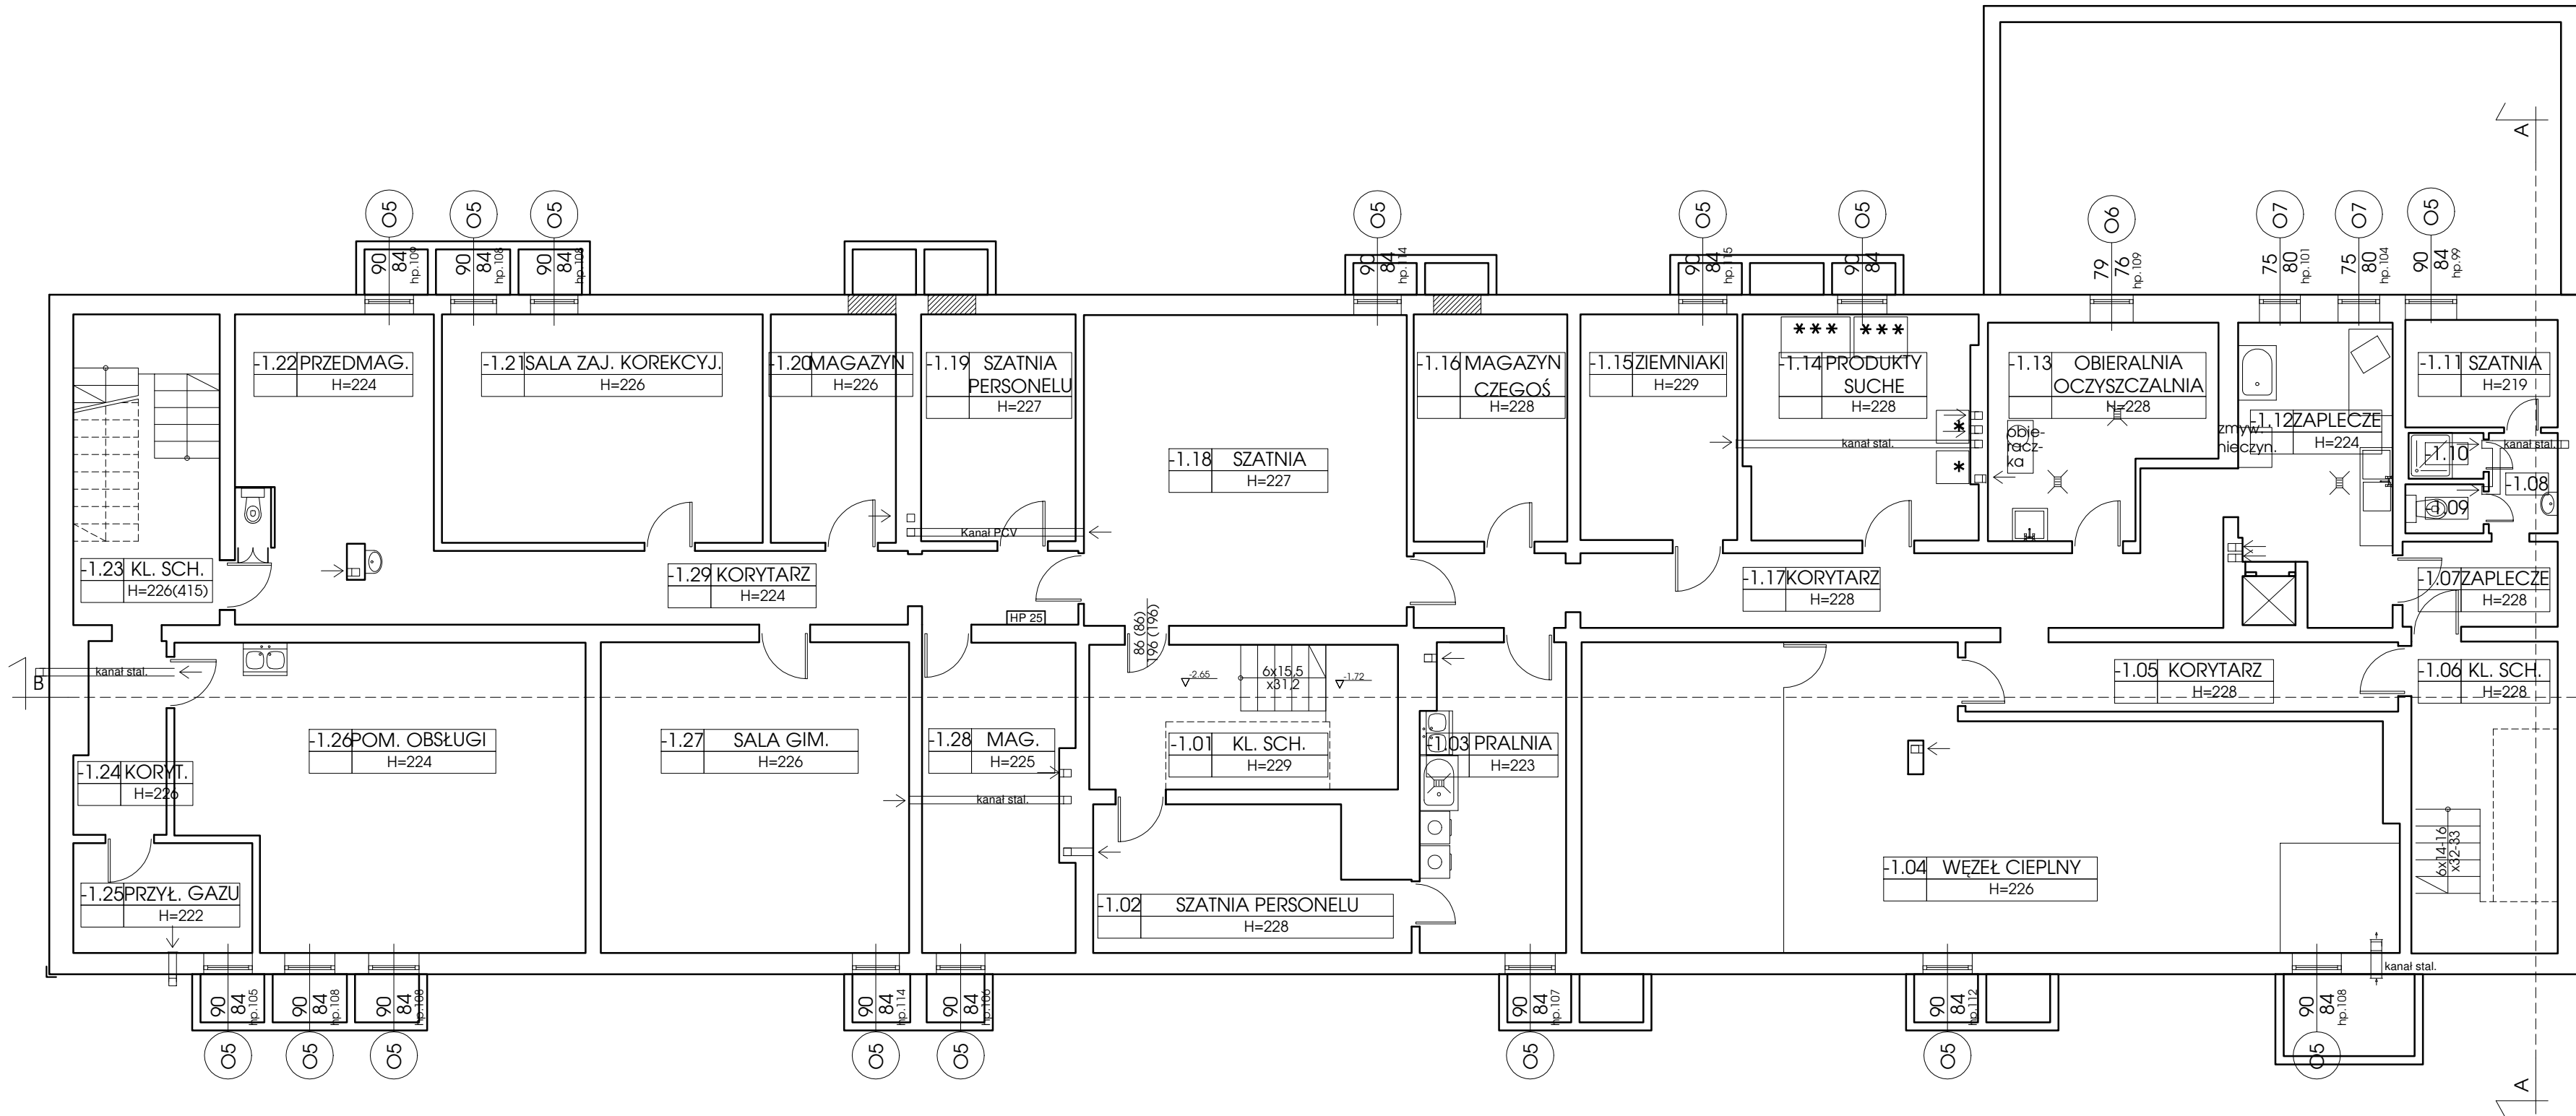 A
O5
O5
O5
O5
O5
O5
O6
O7
O7
O5
90
84
hp.109
90
84
hp.108
90
84
hp.108
90
84
hp.114
90
84
hp.115
90
84
79
76
hp.109
75
80
hp.101
75
80
hp.104
90
84
hp.99
*** ***
-1.22 PRZEDMAG.
H=224
-1.21 SALA ZAJ. KOREKCYJ.
H=226
-1.20 MAGAZYN
H=226
-1.19 SZATNIA
PERSONELU
H=227
-1.18 SZATNIA
H=227
-1.16 MAGAZYN
CZEGOŚ
H=228
-1.15 ZIEMNIAKI
H=229
-1.14 PRODUKTY
SUCHE
H=228
-1.13 OBIERALNIA
OCZYSZCZALNIA
H=228
-1.12 ZAPLECZE
H=224
-1.11 SZATNIA
H=219
*
*
kanał stal.
obie-
racz-
ka
zmyw.
nieczyn.
kanał stal.
-1.10
-1.08
-1.09
Kanał PCV
-1.23 KL. SCH.
H=226(415)
-1.29 KORYTARZ
H=224
HP 25
-1.17 KORYTARZ
H=228
-1.07 ZAPLECZE
H=228
86 (86)
196 (196)
B
kanał stal.
-2.65
6x15,5
x31,2
-1.72
-1.05 KORYTARZ
H=228
-1.06 KL. SCH.
H=228
-1.26 POM. OBSŁUGI
H=224
-1.27 SALA GIM.
H=226
-1.28 MAG.
H=225
-1.01 KL. SCH.
H=229
-1.03 PRALNIA
H=223
-1.24 KORYT.
H=226
kanał stal.
-1.25 PRZYŁ. GAZU
H=222
-1.02 SZATNIA PERSONELU
H=228
-1.04 WĘZEŁ CIEPLNY
H=226
6x14-16
x32-33
kanał stal.
90
84
hp.105
90
84
hp.108
90
84
hp.108
90
84
hp.114
90
84
hp.106
90
84
hp.107
90
84
hp.112
90
84
hp.108
O5
O5
O5
O5
O5
O5
O5
O5
A